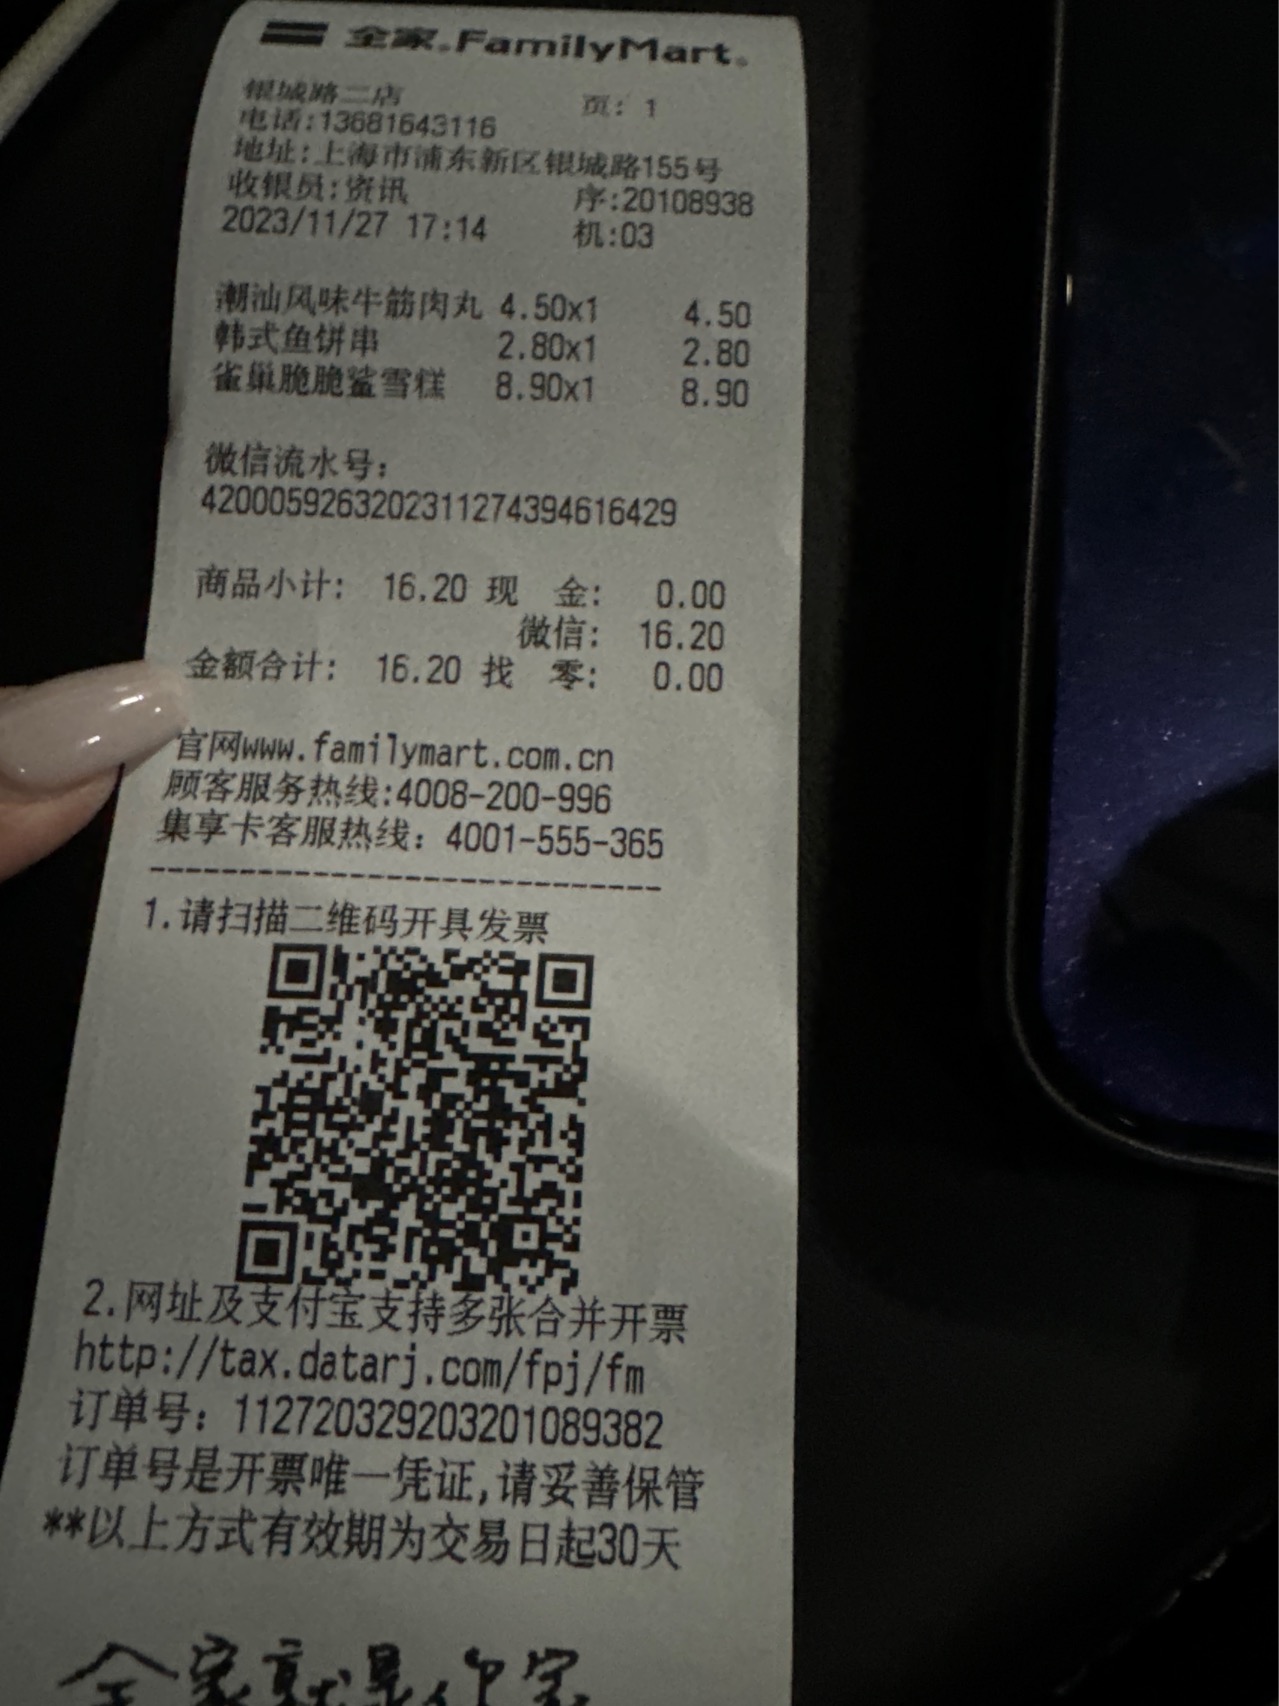 全家.FamilyMart.
银城路二店 页: 1
电话:13681643116
地址:上海市浦东新区银城路155号
收银员:资讯 序:20108938
2023/11/27 17:14 机:03
潮汕风味牛筋肉丸 4.50x1 4.50
韩式鱼饼串 2.80x1 2.80
雀巢脆脆鲨雪糕 8.90x1 8.90
微信流水号:
4200059263202311274394616429
商品小计: 16.20 现 金: 0.00
微信: 16.20
金额合计: 16.20 找 零: 0.00
官网www.familymart.com.cn
顾客服务热线:4008-200-996
集享卡客服热线: 4001-555-365
--------------------------
1.请扫描二维码开具发票
2.网址及支付宝支持多张合并开票
http://tax.datarj.com/fpj/fm
订单号: 112720329203201089382
订单号是开票唯一凭证,请妥善保管
**以上方式有效期为交易日起30天
全家就是你家